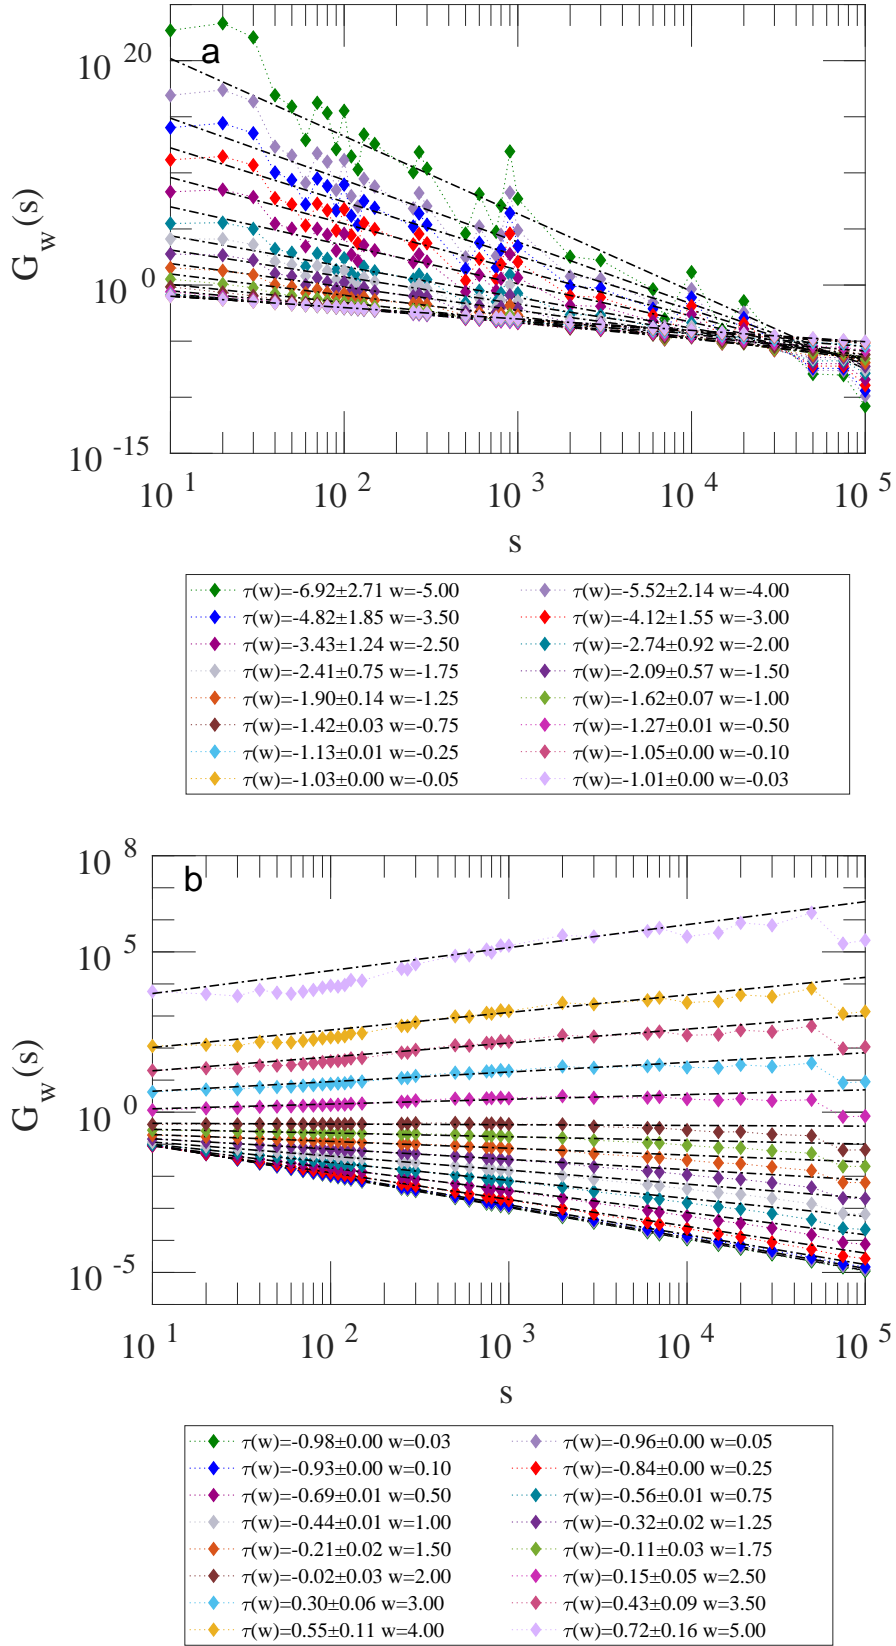 a
10 20
10 0
10 -15
G w (s)
10 1 10 2 10 3 10 4 10 5
s
τ(w)=-6.92±2.71 w=-5.00 τ(w)=-5.52±2.14 w=-4.00
τ(w)=-4.82±1.85 w=-3.50 τ(w)=-4.12±1.55 w=-3.00
τ(w)=-3.43±1.24 w=-2.50 τ(w)=-2.74±0.92 w=-2.00
τ(w)=-2.41±0.75 w=-1.75 τ(w)=-2.09±0.57 w=-1.50
τ(w)=-1.90±0.14 w=-1.25 τ(w)=-1.62±0.07 w=-1.00
τ(w)=-1.42±0.03 w=-0.75 τ(w)=-1.27±0.01 w=-0.50
τ(w)=-1.13±0.01 w=-0.25 τ(w)=-1.05±0.00 w=-0.10
τ(w)=-1.03±0.00 w=-0.05 τ(w)=-1.01±0.00 w=-0.03
b
10 8
10 5
10 0
10 -5
G w (s)
10 1 10 2 10 3 10 4 10 5
s
τ(w)=-0.98±0.00 w=0.03 τ(w)=-0.96±0.00 w=0.05
τ(w)=-0.93±0.00 w=0.10 τ(w)=-0.84±0.00 w=0.25
τ(w)=-0.69±0.01 w=0.50 τ(w)=-0.56±0.01 w=0.75
τ(w)=-0.44±0.01 w=1.00 τ(w)=-0.32±0.02 w=1.25
τ(w)=-0.21±0.02 w=1.50 τ(w)=-0.11±0.03 w=1.75
τ(w)=-0.02±0.03 w=2.00 τ(w)=0.15±0.05 w=2.50
τ(w)=0.30±0.06 w=3.00 τ(w)=0.43±0.09 w=3.50
τ(w)=0.55±0.11 w=4.00 τ(w)=0.72±0.16 w=5.00